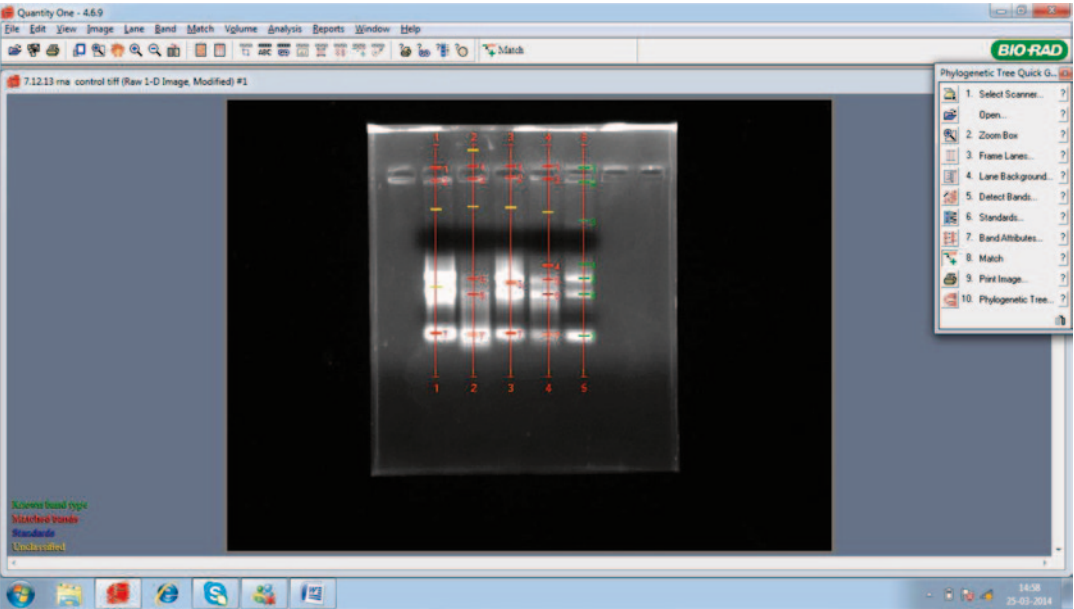 Quantity One - 4.6.9
File Edit View Image Lane Band Match Volume Analysis Reports Window Help
ABC
Match
BIO-RAD
7.12.13 rna control tiff (Raw 1-D Image, Modified) #1
Phylogenetic Tree Quick G...
1. Select Scanner... ?
Open... ?
2. Zoom Box ?
3. Frame Lanes... ?
4. Lane Background... ?
5. Detect Bands... ?
6. Standards... ?
7. Band Attributes... ?
8. Match ?
9. Print Image... ?
10. Phylogenetic Tree... ?
1 2 3 4 5
1 2 3 4 5
Known band type
Matched bands
Standards
Unclassified
14:58
25-03-2014